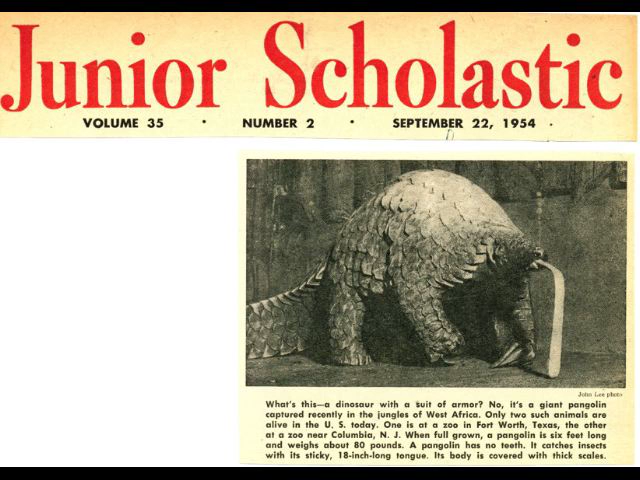 Junior Scholastic
VOLUME 35 • NUMBER 2 • SEPTEMBER 22, 1954 •
John Lee photo
What's this—a dinosaur with a suit of armor? No, it's a giant pangolin
captured recently in the jungles of West Africa. Only two such animals are
alive in the U. S. today. One is at a zoo in Fort Worth, Texas, the other
at a zoo near Columbia, N. J. When full grown, a pangolin is six feet long
and weighs about 80 pounds. A pangolin has no teeth. It catches insects
with its sticky, 18-inch-long tongue. Its body is covered with thick scales.